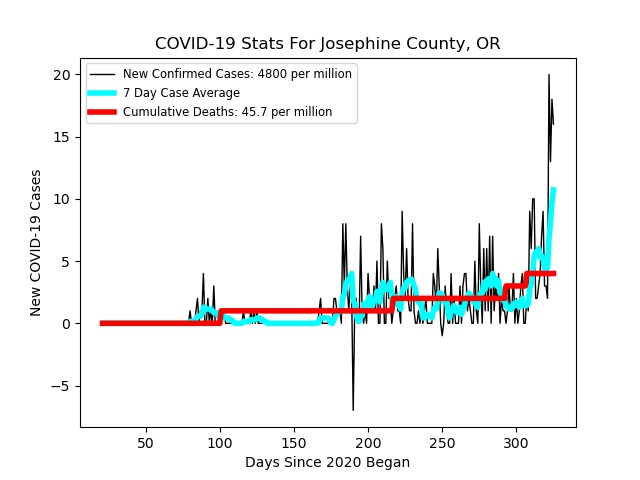 COVID-19 Stats For Josephine County, OR
New Confirmed Cases: 4800 per million
7 Day Case Average
Cumulative Deaths: 45.7 per million
New COVID-19 Cases
20
15
10
5
0
−5
50 100 150 200 250 300
Days Since 2020 Began